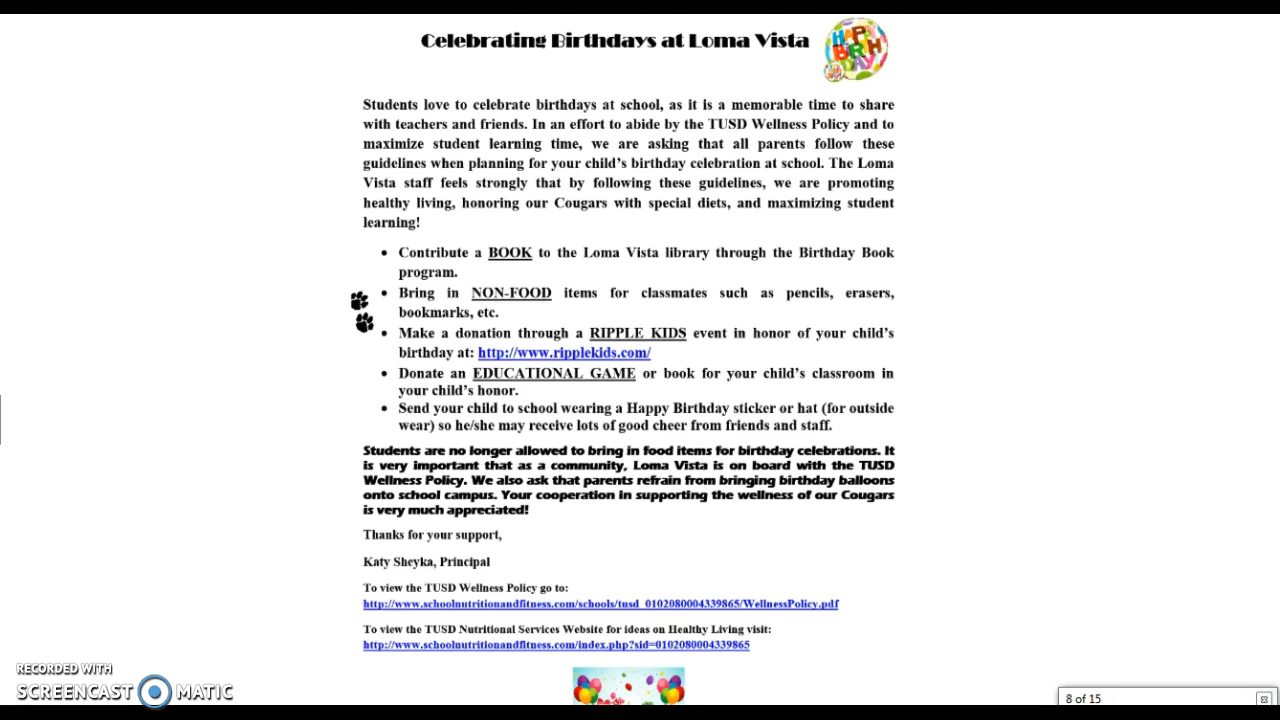 Celebrating Birthdays at Loma Vista
HAPPY
BIRTH
DAY
Students love to celebrate birthdays at school, as it is a memorable time to share
with teachers and friends. In an effort to abide by the TUSD Wellness Policy and to
maximize student learning time, we are asking that all parents follow these
guidelines when planning for your child's birthday celebration at school. The Loma
Vista staff feels strongly that by following these guidelines, we are promoting
healthy living, honoring our Cougars with special diets, and maximizing student
learning!
• Contribute a BOOK to the Loma Vista library through the Birthday Book
program.
• Bring in NON-FOOD items for classmates such as pencils, erasers,
bookmarks, etc.
• Make a donation through a RIPPLE KIDS event in honor of your child's
birthday at: http://www.ripplekids.com/
• Donate an EDUCATIONAL GAME or book for your child's classroom in
your child's honor.
• Send your child to school wearing a Happy Birthday sticker or hat (for outside
wear) so he/she may receive lots of good cheer from friends and staff.
Students are no longer allowed to bring in food items for birthday celebrations. It
is very important that as a community, Loma Vista is on board with the TUSD
Wellness Policy. We also ask that parents refrain from bringing birthday balloons
onto school campus. Your cooperation in supporting the wellness of our Cougars
is very much appreciated!
Thanks for your support,
Katy Sheyka, Principal
To view the TUSD Wellness Policy go to:
http://www.schoolnutritionandfitness.com/schools/tusd_0102080004339865/WellnessPolicy.pdf
To view the TUSD Nutritional Services Website for ideas on Healthy Living visit:
http://www.schoolnutritionandfitness.com/index.php?sid=0102080004339865
RECORDED WITH
SCREENCAST MATIC
8 of 15